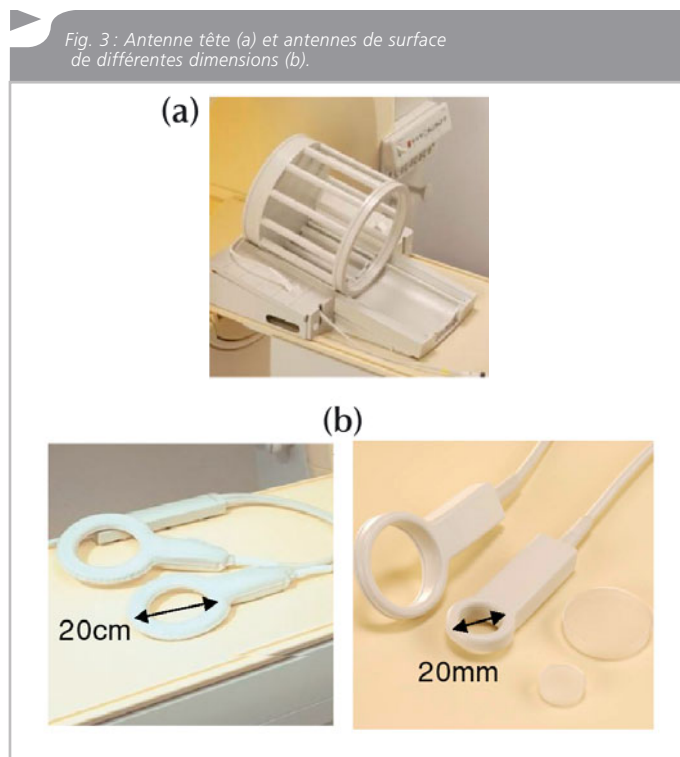 Fig. 3 : Antenne tête (a) et antennes de surface
de différentes dimensions (b).
(a)
(b)
20cm
20mm